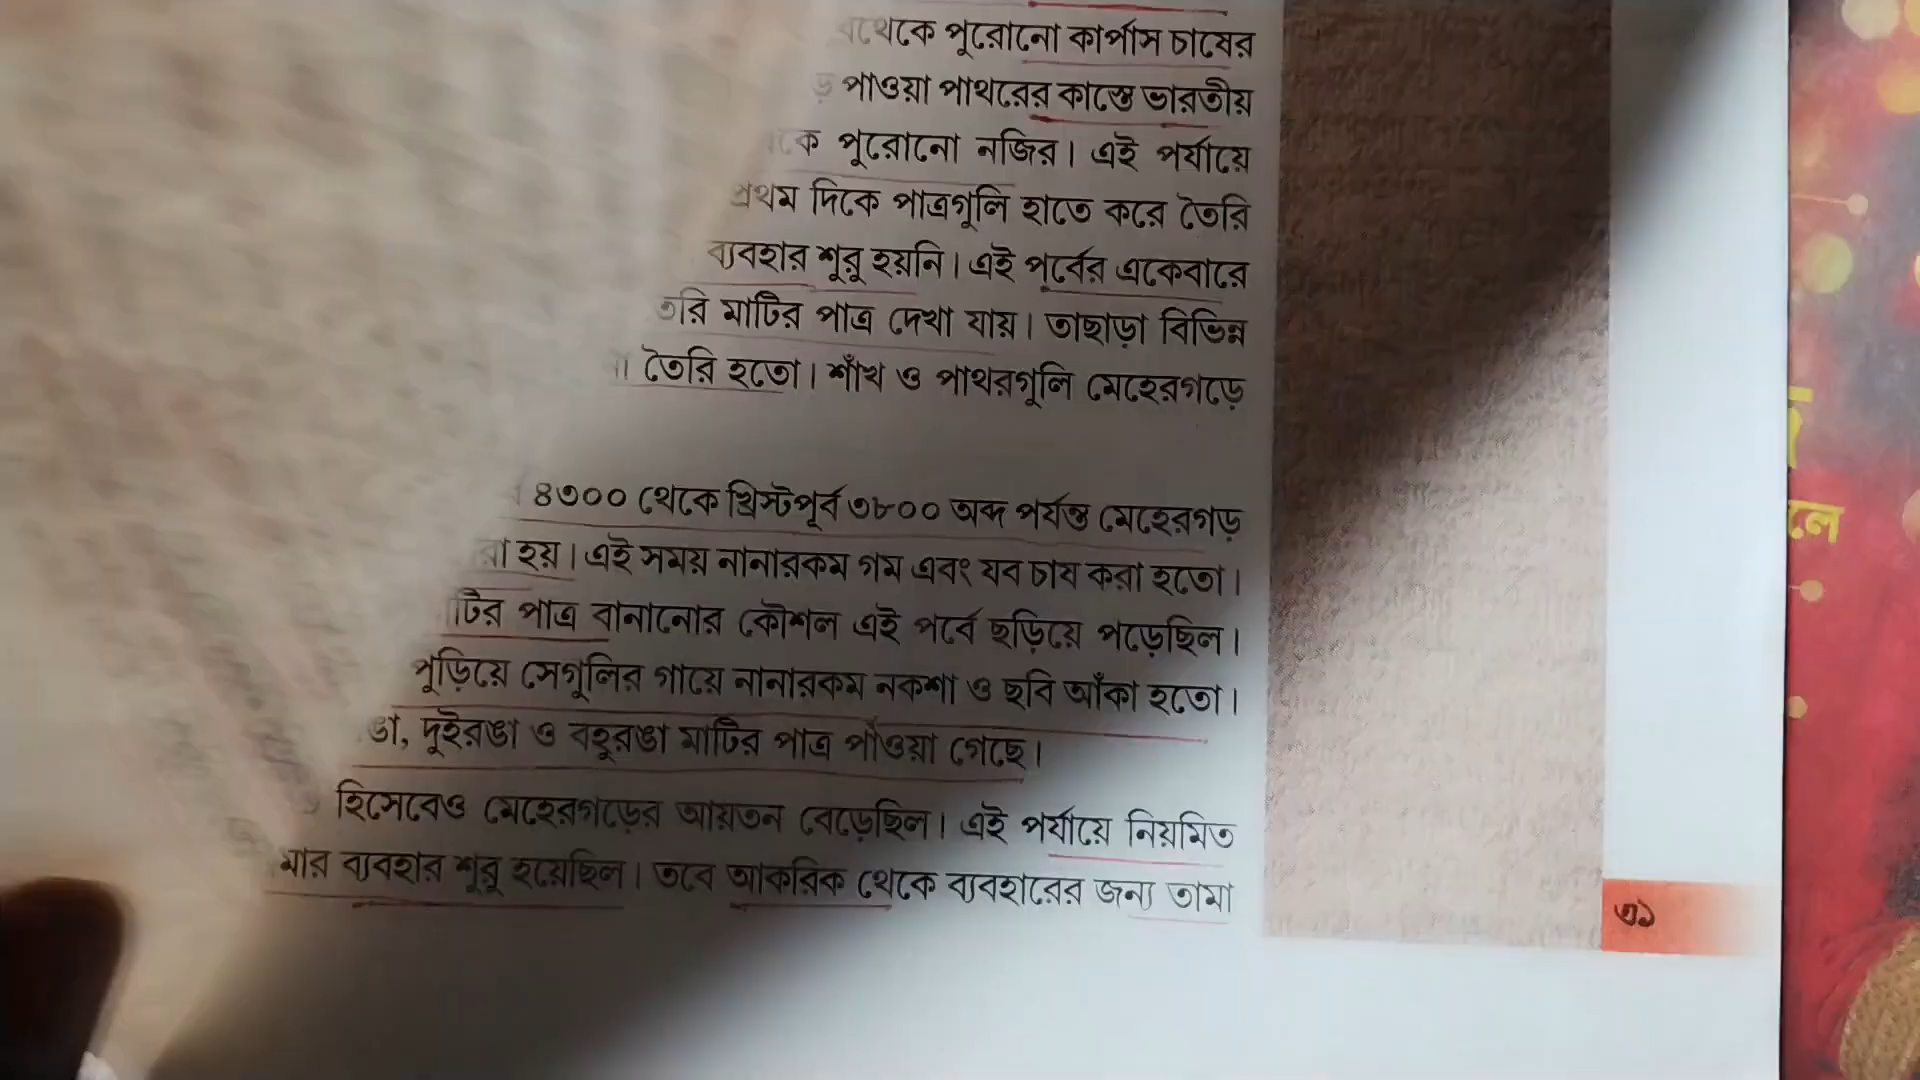 পুরোনো কার্পাস চাষের
পাওয়া পাথরের কাস্তে ভারতীয়
পুরোনো নজির। এই পর্যায়ে
প্রথম দিকে পাত্রগুলি হাতে করে তৈরি
ব্যবহার শুরু হয়নি। এই পর্বের একেবারে
মাটির পাত্র দেখা যায়। তাছাড়া বিভিন্ন
তৈরি হতো। শাঁখ ও পাথরগুলি মেহেরগড়ে
৪৩০০ থেকে খ্রিস্টপূর্ব ৩৮০০ অব্দ পর্যন্ত মেহেরগড়
হয়। এই সময় নানারকম গম এবং যব চাষ করা হতো।
পাত্র বানানোর কৌশল এই পর্বে ছড়িয়ে পড়েছিল।
পুড়িয়ে সেগুলির গায়ে নানারকম নকশা ও ছবি আঁকা হতো।
দুইরঙা ও বহুরঙা মাটির পাত্র পাওয়া গেছে।
হিসেবেও মেহেরগড়ের আয়তন বেড়েছিল। এই পর্যায়ে নিয়মিত
ব্যবহার শুরু হয়েছিল। তবে আকরিক থেকে ব্যবহারের জন্য তামা
৩১
লে